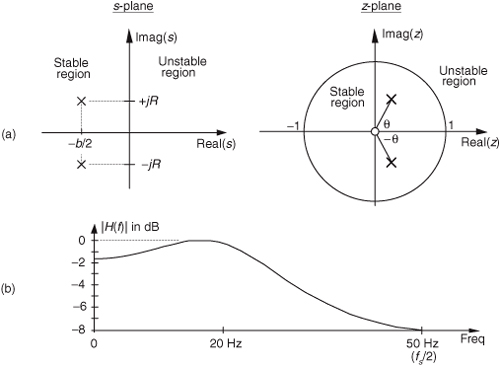 s-plane
z-plane
Imag(s)
Imag(z)
Stable
region
Unstable
region
Stable
region
Unstable
region
+jR
(a)
−1
θ
1
−b/2
Real(s)
−θ
Real(z)
−jR
|H(f)| in dB
0
−2
(b)
−4
−6
−8
Freq
0
20 Hz
50 Hz
(fs/2)